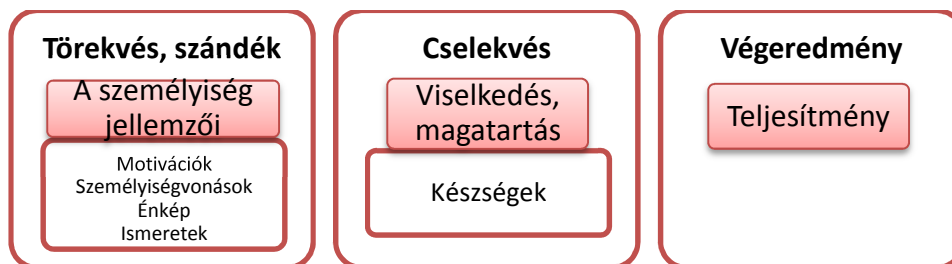 Törekvés, szándék
A személyiség
jellemzői
Motivációk
Személyiségvonások
Énkép
Ismeretek
Cselekvés
Viselkedés,
magatartás
Készségek
Végeredmény
Teljesítmény